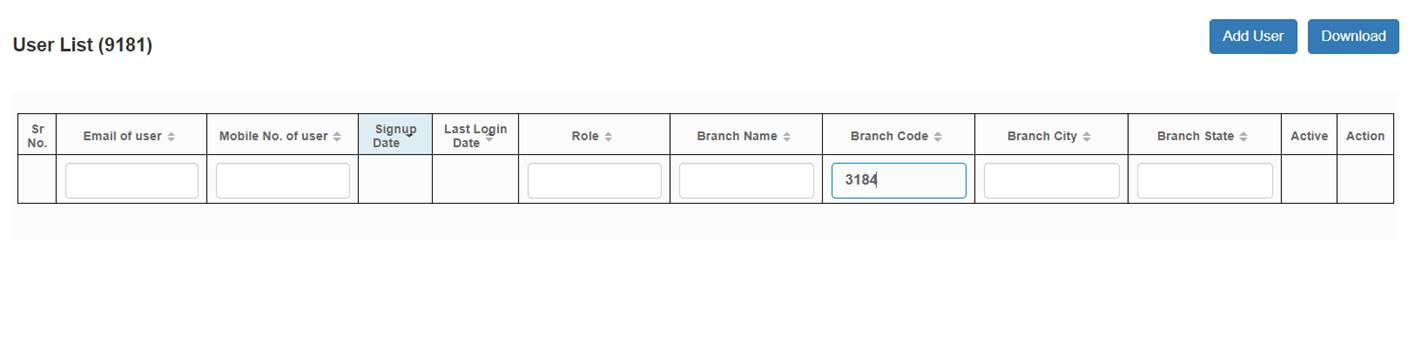 User List (9181)
Add User
Download
Sr
No.
Email of user
Mobile No. of user
Signup
Date
Last Login
Date
Role
Branch Name
Branch Code
Branch City
Branch State
Active
Action
3184